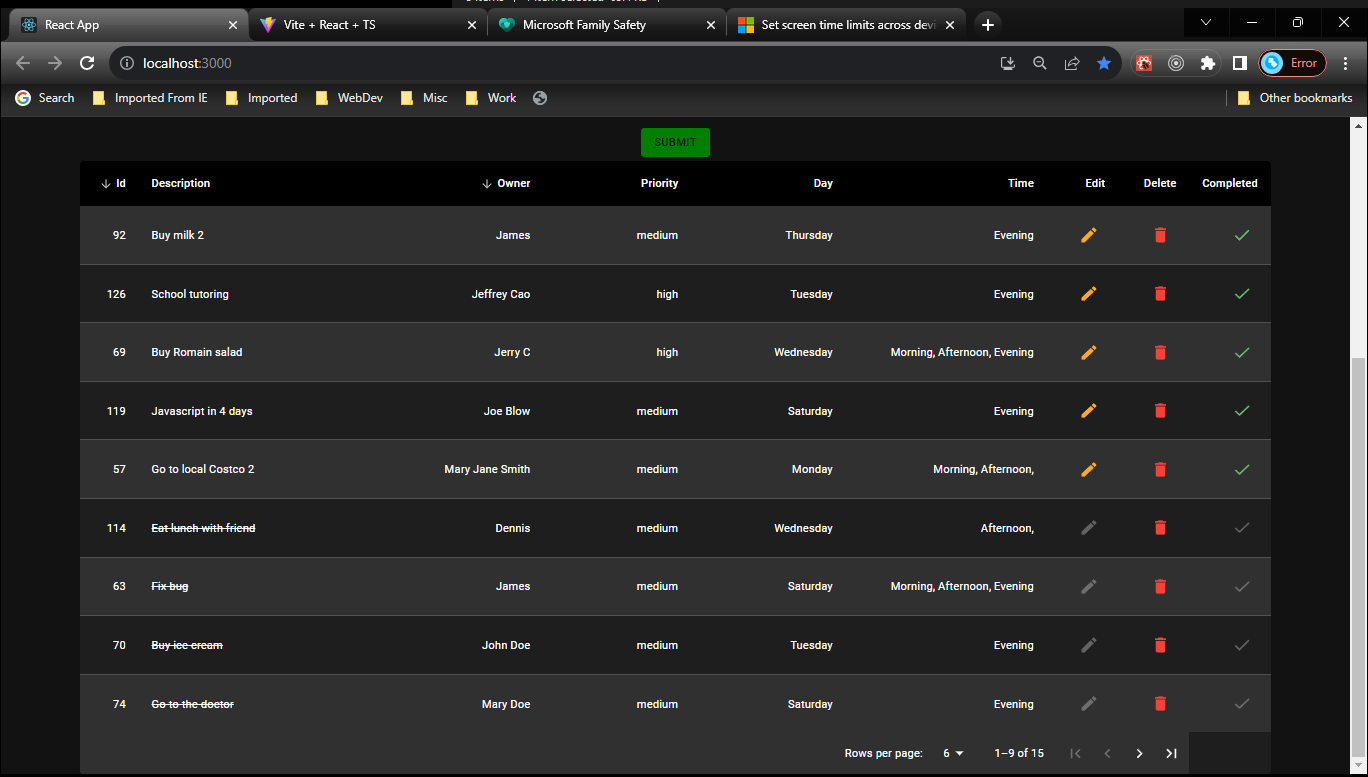 React App
Vite + React + TS
Microsoft Family Safety
Set screen time limits across devi
localhost:3000
Error
Search
Imported From IE
Imported
WebDev
Misc
Work
Other bookmarks
SUBMIT
Id Description Owner Priority Day Time Edit Delete Completed
92 Buy milk 2 James medium Thursday Evening
126 School tutoring Jeffrey Cao high Tuesday Evening
69 Buy Romain salad Jerry C high Wednesday Morning, Afternoon, Evening
119 Javascript in 4 days Joe Blow medium Saturday Evening
57 Go to local Costco 2 Mary Jane Smith medium Monday Morning, Afternoon,
114 Eat lunch with friend Dennis medium Wednesday Afternoon,
63 Fix bug James medium Saturday Morning, Afternoon, Evening
70 Buy ice cream John Doe medium Tuesday Evening
74 Go to the doctor Mary Doe medium Saturday Evening
Rows per page: 6 1–9 of 15